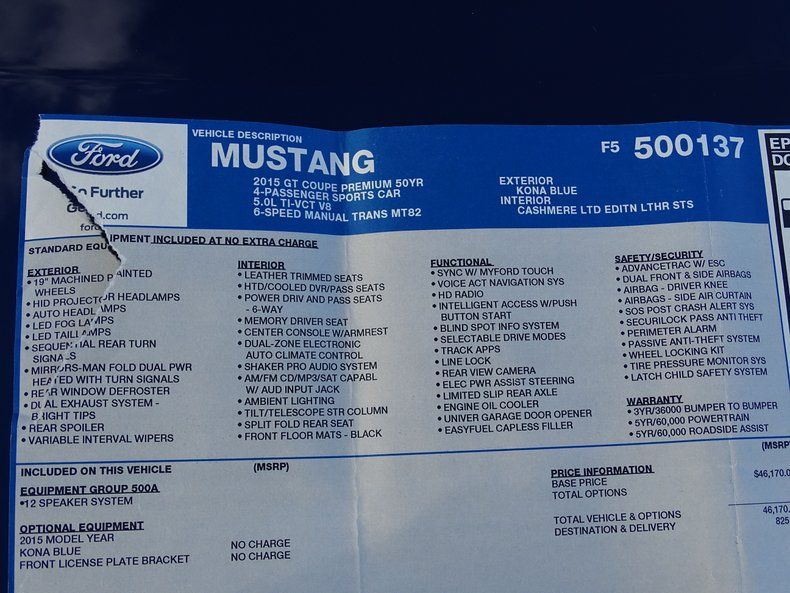 Ford
Go Further
ford.com
VEHICLE DESCRIPTION
MUSTANG
2015 GT COUPE PREMIUM 50YR
4-PASSENGER SPORTS CAR
5.0L TI-VCT V8
6-SPEED MANUAL TRANS MT82
F5 500137
EXTERIOR
KONA BLUE
INTERIOR
CASHMERE LTD EDITN LTHR STS
EP
DO
STANDARD EQUIPMENT INCLUDED AT NO EXTRA CHARGE
EXTERIOR
• 19" MACHINED PAINTED
WHEELS
• HID PROJECTOR HEADLAMPS
• AUTO HEADLAMPS
• LED FOG LAMPS
• LED TAILLAMPS
• SEQUENTIAL REAR TURN
SIGNALS
• MIRRORS-MAN FOLD DUAL PWR
HEATED WITH TURN SIGNALS
• REAR WINDOW DEFROSTER
• DUAL EXHAUST SYSTEM -
BRIGHT TIPS
• REAR SPOILER
• VARIABLE INTERVAL WIPERS
INTERIOR
• LEATHER TRIMMED SEATS
• HTD/COOLED DVR/PASS SEATS
• POWER DRIV AND PASS SEATS
- 6-WAY
• MEMORY DRIVER SEAT
• CENTER CONSOLE W/ARMREST
• DUAL-ZONE ELECTRONIC
AUTO CLIMATE CONTROL
• SHAKER PRO AUDIO SYSTEM
• AM/FM CD/MP3/SAT CAPABL
W/ AUD INPUT JACK
• AMBIENT LIGHTING
• TILT/TELESCOPE STR COLUMN
• SPLIT FOLD REAR SEAT
• FRONT FLOOR MATS - BLACK
FUNCTIONAL
• SYNC W/ MYFORD TOUCH
• VOICE ACT NAVIGATION SYS
• HD RADIO
• INTELLIGENT ACCESS W/PUSH
BUTTON START
• BLIND SPOT INFO SYSTEM
• SELECTABLE DRIVE MODES
• TRACK APPS
• LINE LOCK
• REAR VIEW CAMERA
• ELEC PWR ASSIST STEERING
• LIMITED SLIP REAR AXLE
• ENGINE OIL COOLER
• UNIVER GARAGE DOOR OPENER
• EASYFUEL CAPLESS FILLER
SAFETY/SECURITY
• ADVANCETRAC W/ ESC
• DUAL FRONT & SIDE AIRBAGS
• AIRBAG - DRIVER KNEE
• AIRBAGS - SIDE AIR CURTAIN
• SOS POST CRASH ALERT SYS
• SECURILOCK PASS ANTI THEFT
• PERIMETER ALARM
• PASSIVE ANTI-THEFT SYSTEM
• WHEEL LOCKING KIT
• TIRE PRESSURE MONITOR SYS
• LATCH CHILD SAFETY SYSTEM
WARRANTY
• 3YR/36000 BUMPER TO BUMPER
• 5YR/60,000 POWERTRAIN
• 5YR/60,000 ROADSIDE ASSIST
INCLUDED ON THIS VEHICLE (MSRP)
EQUIPMENT GROUP 500A
•12 SPEAKER SYSTEM
OPTIONAL EQUIPMENT
2015 MODEL YEAR
KONA BLUE NO CHARGE
FRONT LICENSE PLATE BRACKET NO CHARGE
(MSRP
PRICE INFORMATION
BASE PRICE $46,170.0
TOTAL OPTIONS
TOTAL VEHICLE & OPTIONS 46,170.
DESTINATION & DELIVERY 825